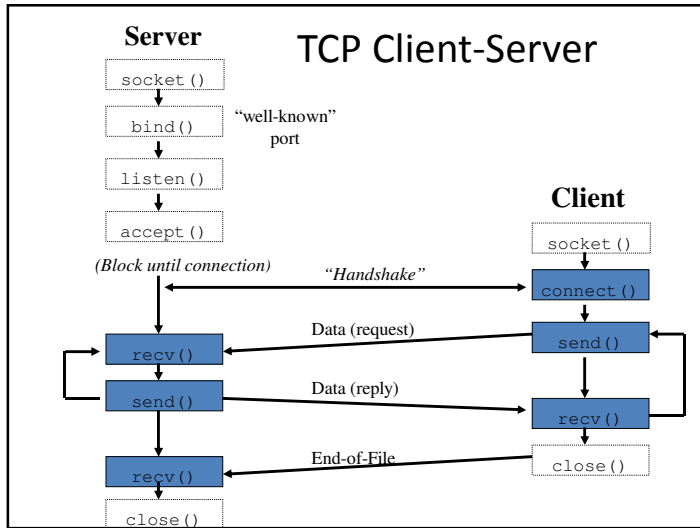 TCP Client-Server
Server
socket()
bind()
“well-known”
port
listen()
accept()
(Block until connection)
Client
socket()
“Handshake”
connect()
Data (request)
send()
recv()
Data (reply)
send()
recv()
End-of-File
close()
recv()
close()